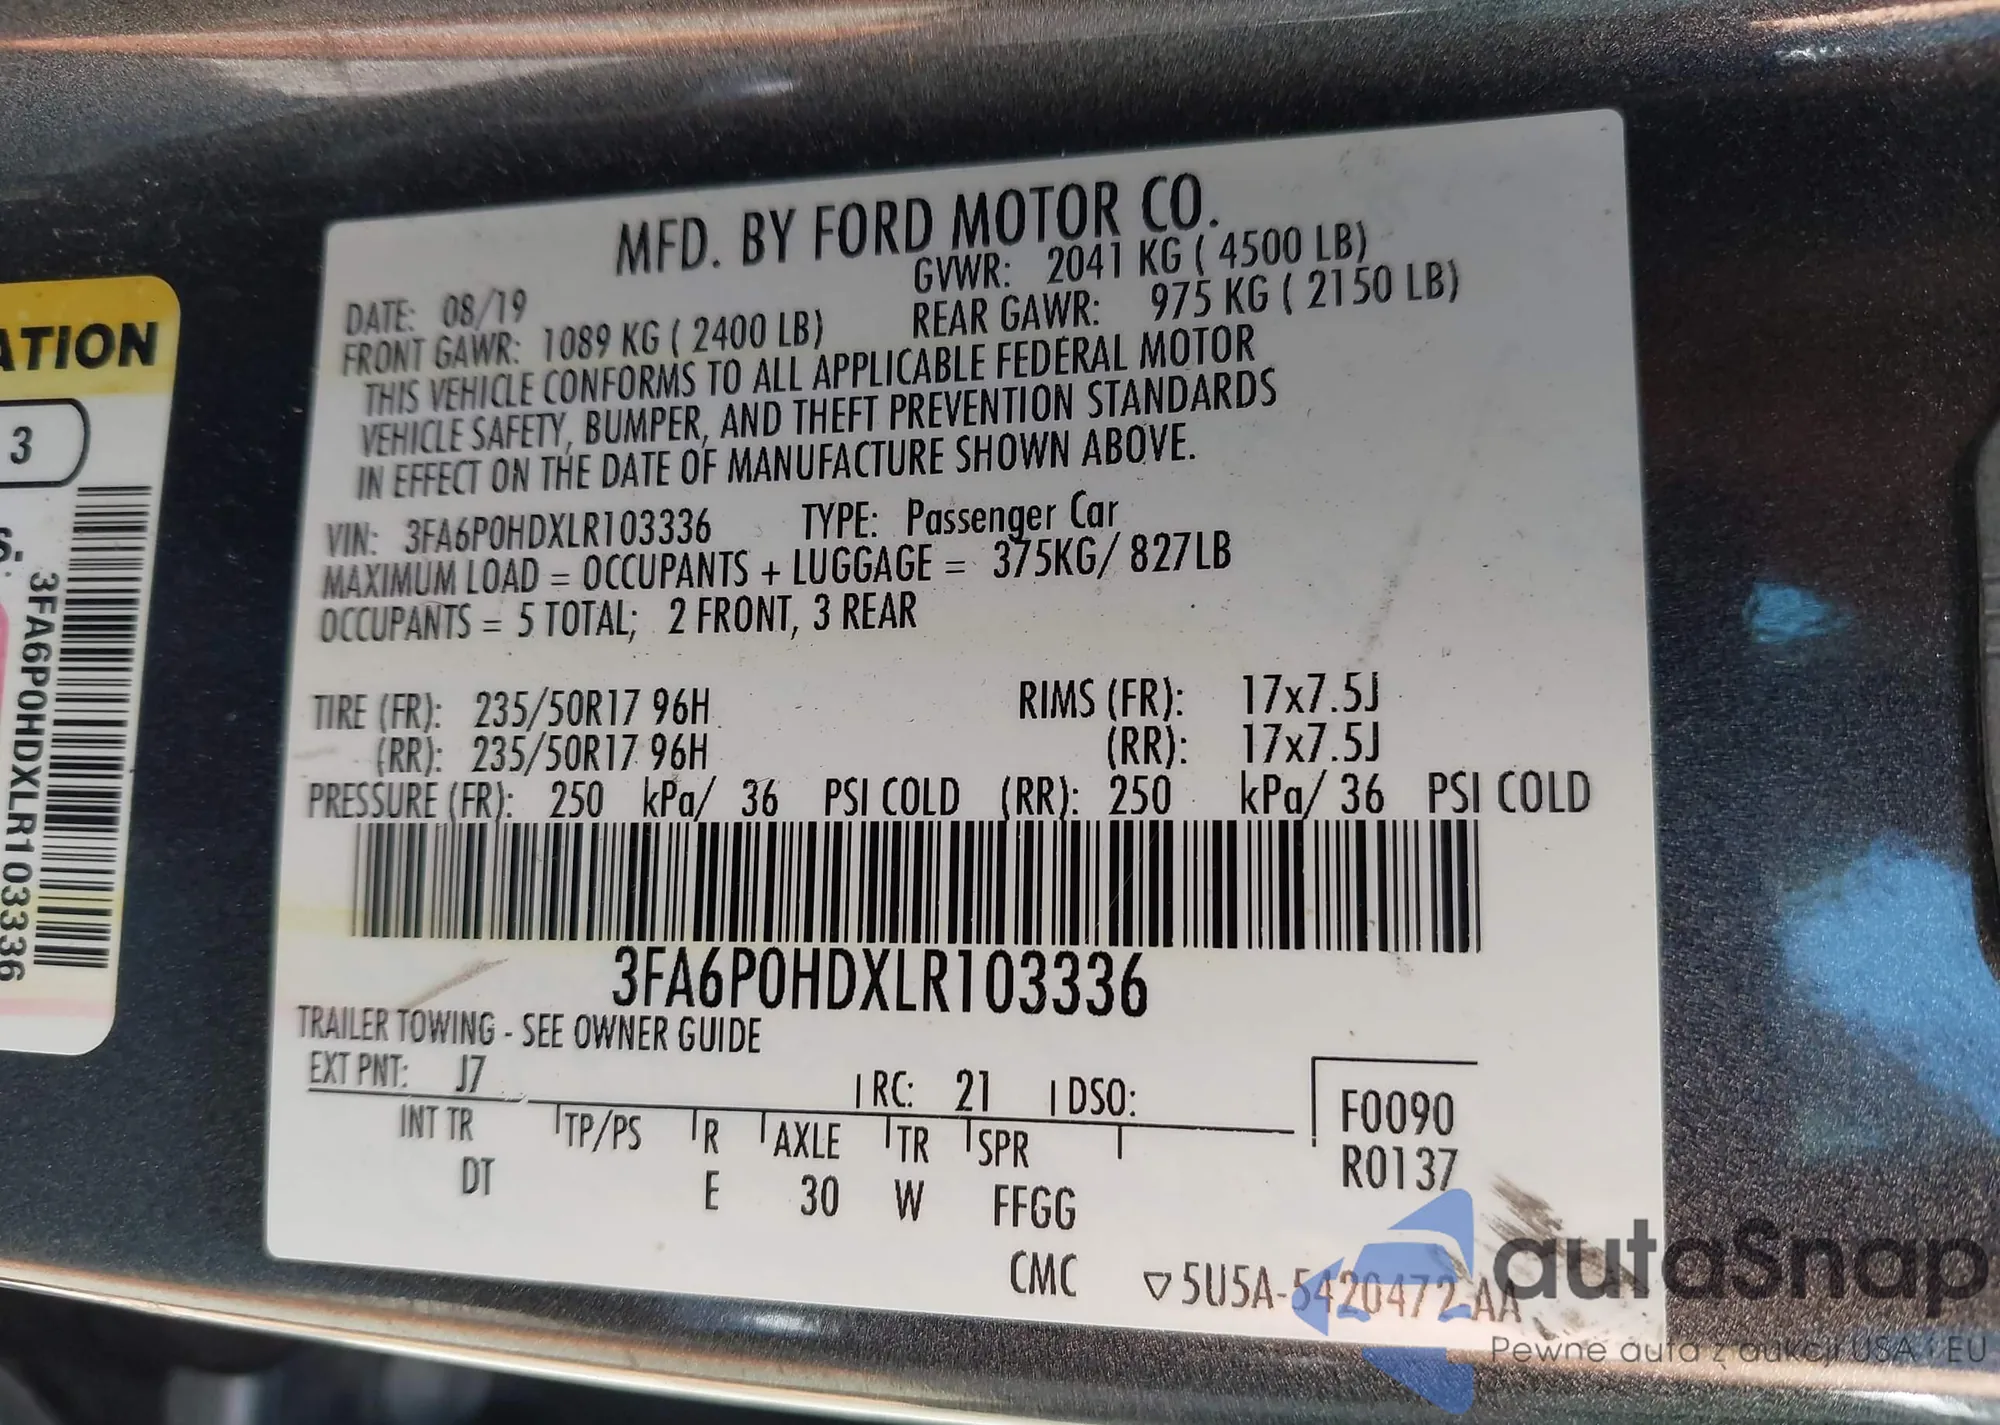 ATION
3
S.
3FA6P0HDXLR103336
MFD. BY FORD MOTOR CO.
DATE: 08/19 GVWR: 2041 KG ( 4500 LB)
FRONT GAWR: 1089 KG ( 2400 LB) REAR GAWR: 975 KG ( 2150 LB)
THIS VEHICLE CONFORMS TO ALL APPLICABLE FEDERAL MOTOR
VEHICLE SAFETY, BUMPER, AND THEFT PREVENTION STANDARDS
IN EFFECT ON THE DATE OF MANUFACTURE SHOWN ABOVE.
VIN: 3FA6P0HDXLR103336 TYPE: Passenger Car
MAXIMUM LOAD = OCCUPANTS + LUGGAGE = 375KG/ 827LB
OCCUPANTS = 5 TOTAL; 2 FRONT, 3 REAR
TIRE (FR): 235/50R17 96H RIMS (FR): 17x7.5J
(RR): 235/50R17 96H (RR): 17x7.5J
PRESSURE (FR): 250 kPa/ 36 PSI COLD (RR): 250 kPa/ 36 PSI COLD
3FA6P0HDXLR103336
TRAILER TOWING - SEE OWNER GUIDE
EXT PNT: J7 RC: 21 DSO: F0090
INT TR TP/PS R AXLE TR SPR R0137
DT E 30 W FFGG
CMC ▽5U5A-5420472-AA
autaSnap
Pewne auta z aukcji USA i EU